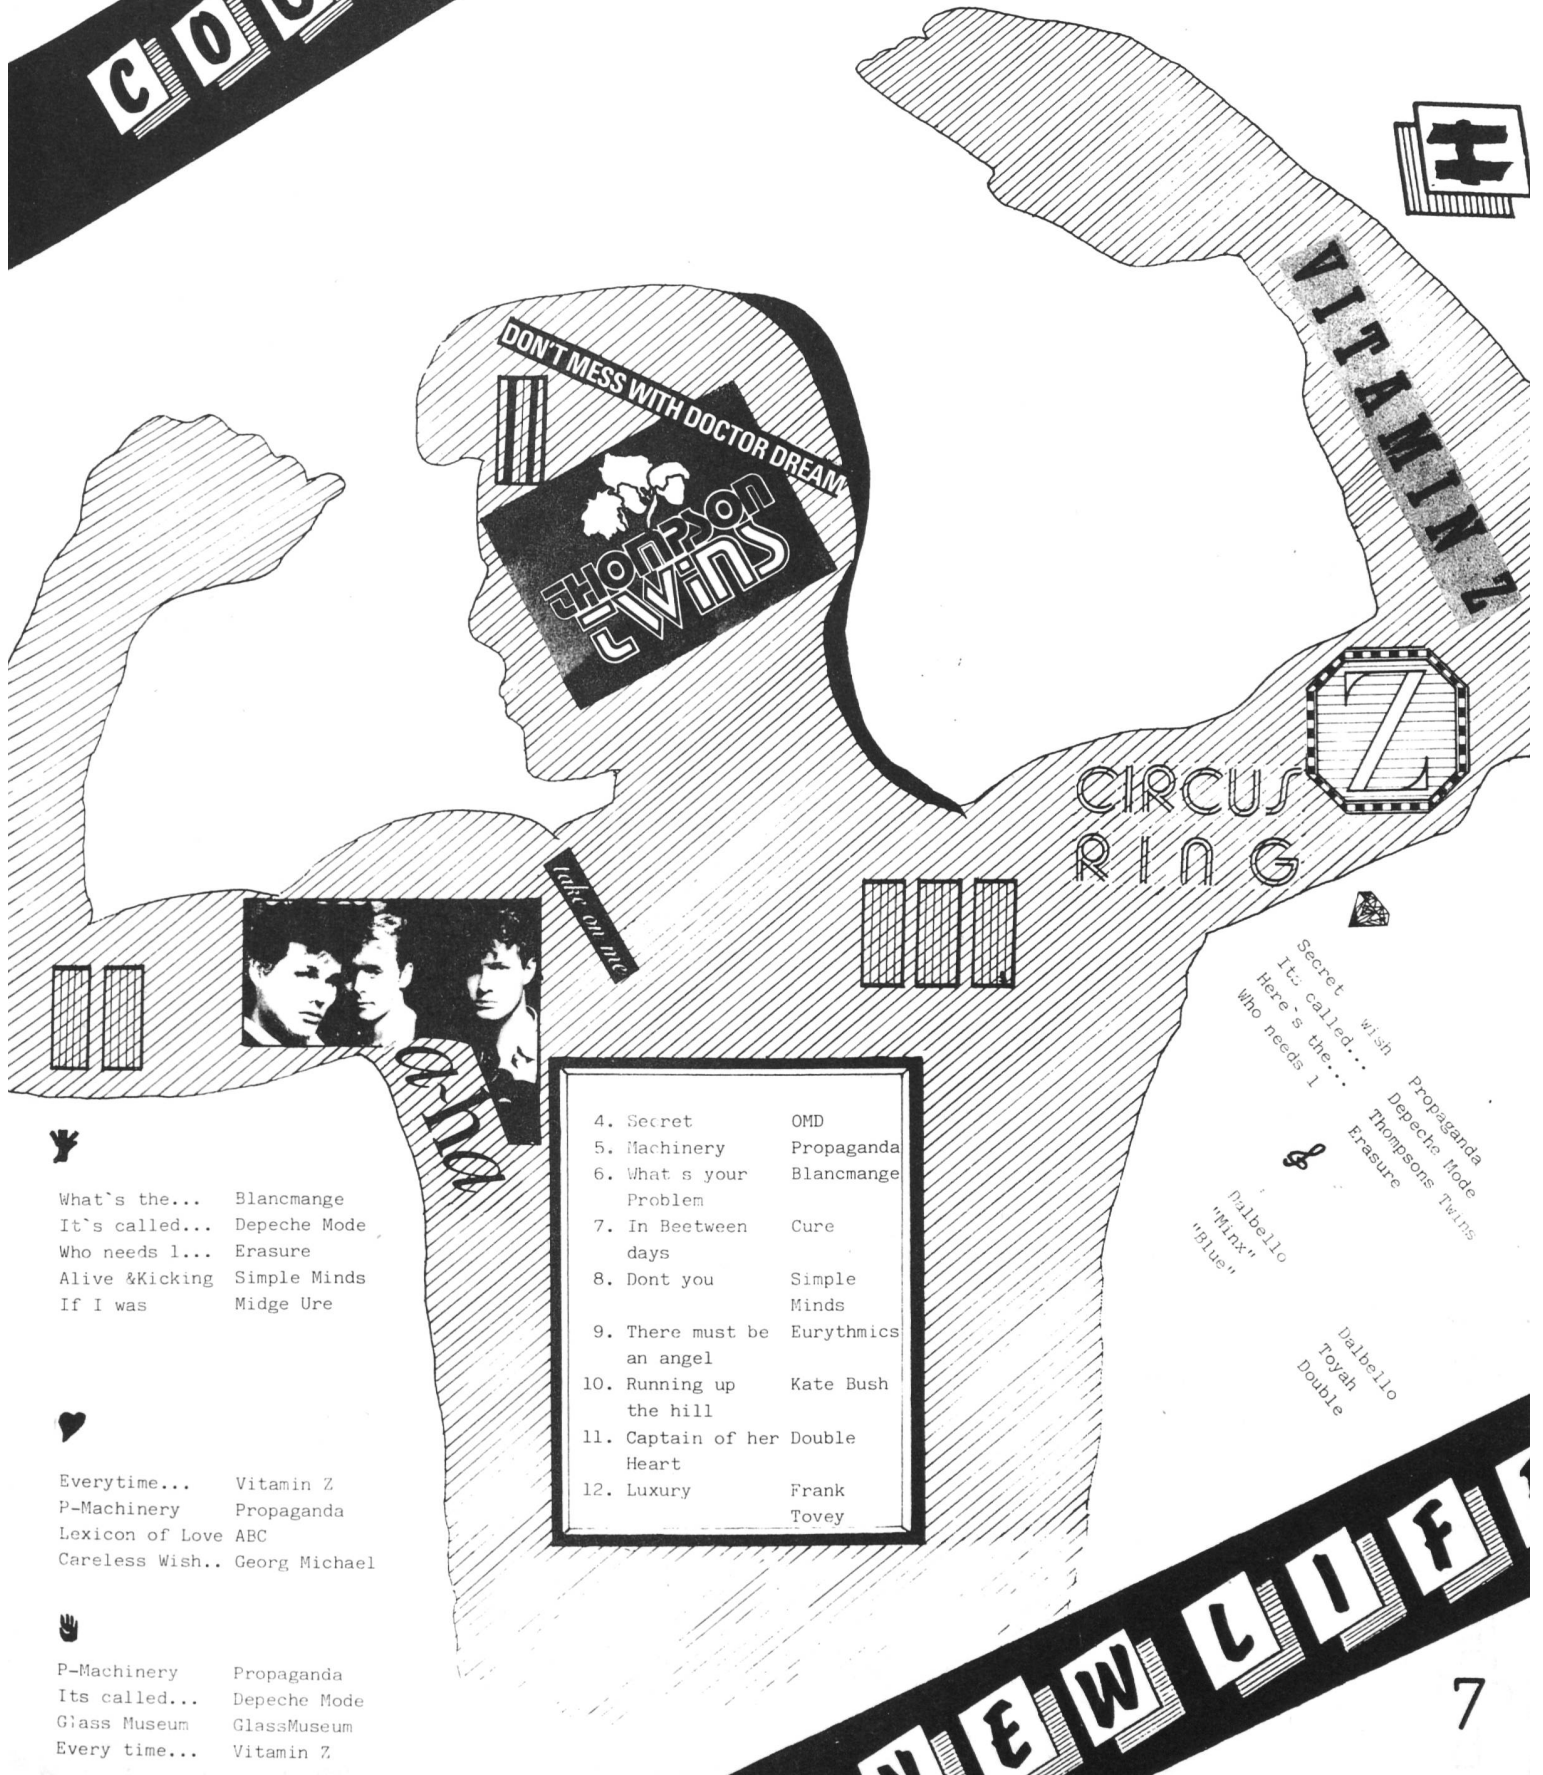 C O
H
VITAMIN Z
DON'T MESS WITH DOCTOR DREAM
THOMPSON
TWINS
Z
CIRCUS
RING
take on me
a-ha
Secret wish Propaganda
Its called... Depeche Mode
Here`s the... Thompsons Twins
Who needs l Erasure
Dalbello
"Minx"
"Blue"
Dalbello
Toyah
Double
4. Secret OMD
5. Machinery Propaganda
6. What s your Blancmange
Problem
7. In Beetween Cure
days
8. Dont you Simple
Minds
9. There must be Eurythmics
an angel
10. Running up Kate Bush
the hill
11. Captain of her Double
Heart
12. Luxury Frank
Tovey
What`s the... Blancmange
It`s called... Depeche Mode
Who needs l... Erasure
Alive &Kicking Simple Minds
If I was Midge Ure
Everytime... Vitamin Z
P-Machinery Propaganda
Lexicon of Love ABC
Careless Wish.. Georg Michael
P-Machinery Propaganda
Its called... Depeche Mode
Glass Museum GlassMuseum
Every time... Vitamin Z
NEW LIF
7